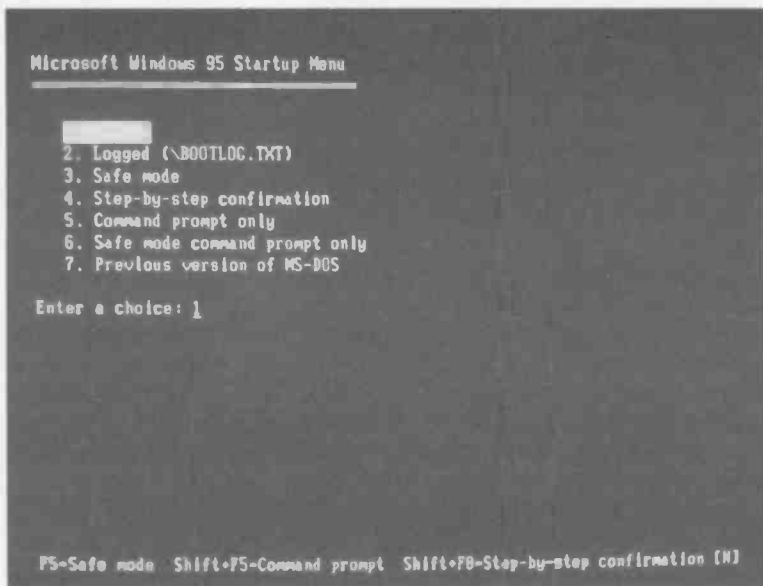 Microsoft Windows 95 Startup Menu
2. Logged (\BOOTLOG.TXT)
3. Safe mode
4. Step-by-step confirmation
5. Command prompt only
6. Safe mode command prompt only
7. Previous version of MS-DOS
Enter a choice: 1
F5=Safe mode Shift+F5=Command prompt Shift+F8=Step-by-step confirmation [N]